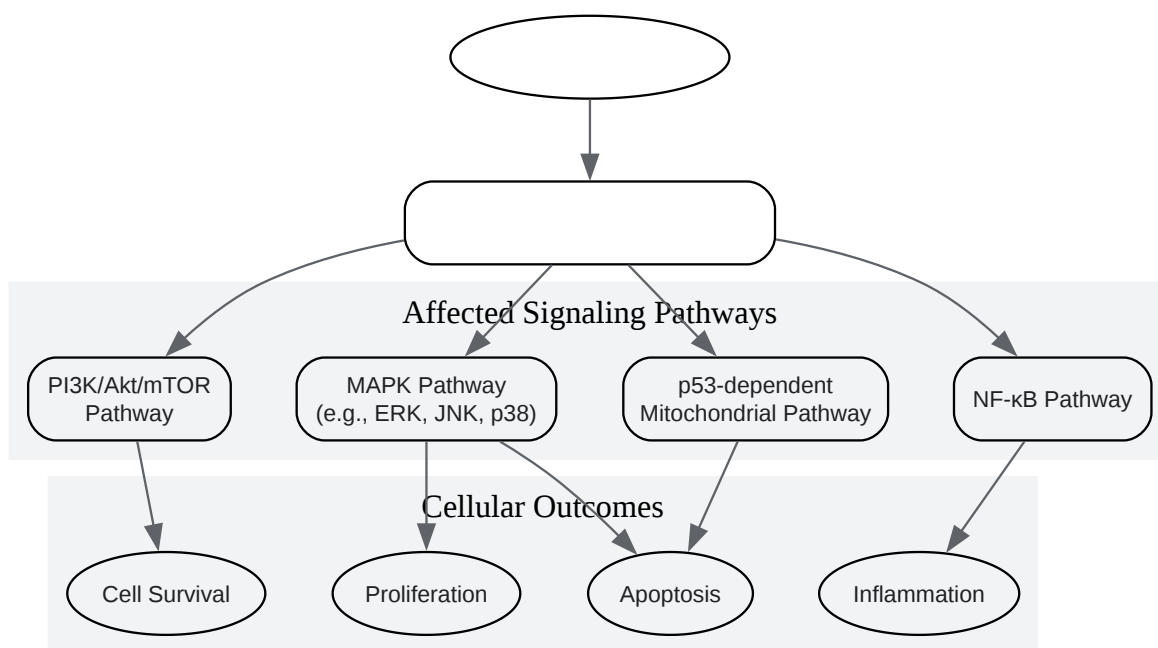 Affected Signaling Pathways
PI3K/Akt/mTOR
Pathway
MAPK Pathway
(e.g., ERK, JNK, p38)
p53-dependent
Mitochondrial Pathway
NF-κB Pathway
Cellular Outcomes
Cell Survival
Proliferation
Apoptosis
Inflammation